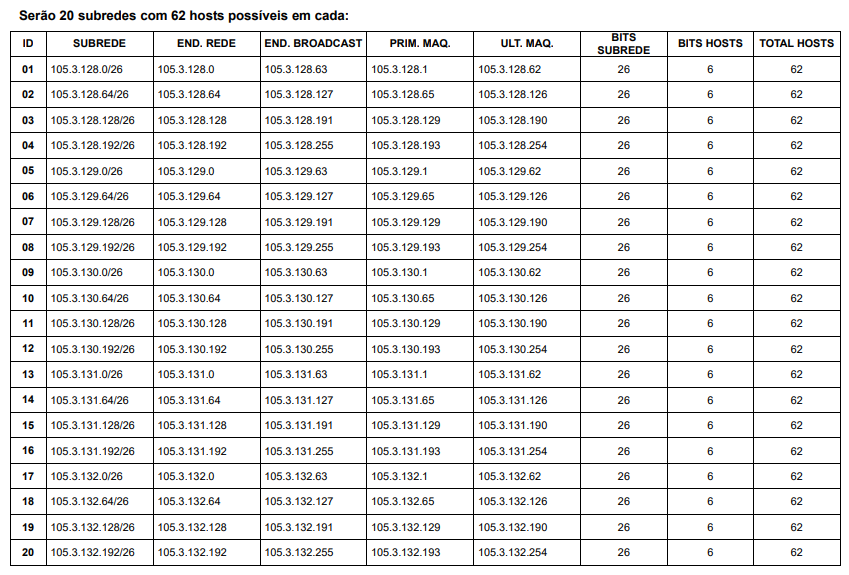 Serão 20 subredes com 62 hosts possíveis em cada:
ID SUBREDE END. REDE END. BROADCAST PRIM. MAQ. ULT. MAQ. BITS SUBREDE BITS HOSTS TOTAL HOSTS
01 105.3.128.0/26 105.3.128.0 105.3.128.63 105.3.128.1 105.3.128.62 26 6 62
02 105.3.128.64/26 105.3.128.64 105.3.128.127 105.3.128.65 105.3.128.126 26 6 62
03 105.3.128.128/26 105.3.128.128 105.3.128.191 105.3.128.129 105.3.128.190 26 6 62
04 105.3.128.192/26 105.3.128.192 105.3.128.255 105.3.128.193 105.3.128.254 26 6 62
05 105.3.129.0/26 105.3.129.0 105.3.129.63 105.3.129.1 105.3.129.62 26 6 62
06 105.3.129.64/26 105.3.129.64 105.3.129.127 105.3.129.65 105.3.129.126 26 6 62
07 105.3.129.128/26 105.3.129.128 105.3.129.191 105.3.129.129 105.3.129.190 26 6 62
08 105.3.129.192/26 105.3.129.192 105.3.129.255 105.3.129.193 105.3.129.254 26 6 62
09 105.3.130.0/26 105.3.130.0 105.3.130.63 105.3.130.1 105.3.130.62 26 6 62
10 105.3.130.64/26 105.3.130.64 105.3.130.127 105.3.130.65 105.3.130.126 26 6 62
11 105.3.130.128/26 105.3.130.128 105.3.130.191 105.3.130.129 105.3.130.190 26 6 62
12 105.3.130.192/26 105.3.130.192 105.3.130.255 105.3.130.193 105.3.130.254 26 6 62
13 105.3.131.0/26 105.3.131.0 105.3.131.63 105.3.131.1 105.3.131.62 26 6 62
14 105.3.131.64/26 105.3.131.64 105.3.131.127 105.3.131.65 105.3.131.126 26 6 62
15 105.3.131.128/26 105.3.131.128 105.3.131.191 105.3.131.129 105.3.131.190 26 6 62
16 105.3.131.192/26 105.3.131.192 105.3.131.255 105.3.131.193 105.3.131.254 26 6 62
17 105.3.132.0/26 105.3.132.0 105.3.132.63 105.3.132.1 105.3.132.62 26 6 62
18 105.3.132.64/26 105.3.132.64 105.3.132.127 105.3.132.65 105.3.132.126 26 6 62
19 105.3.132.128/26 105.3.132.128 105.3.132.191 105.3.132.129 105.3.132.190 26 6 62
20 105.3.132.192/26 105.3.132.192 105.3.132.255 105.3.132.193 105.3.132.254 26 6 62